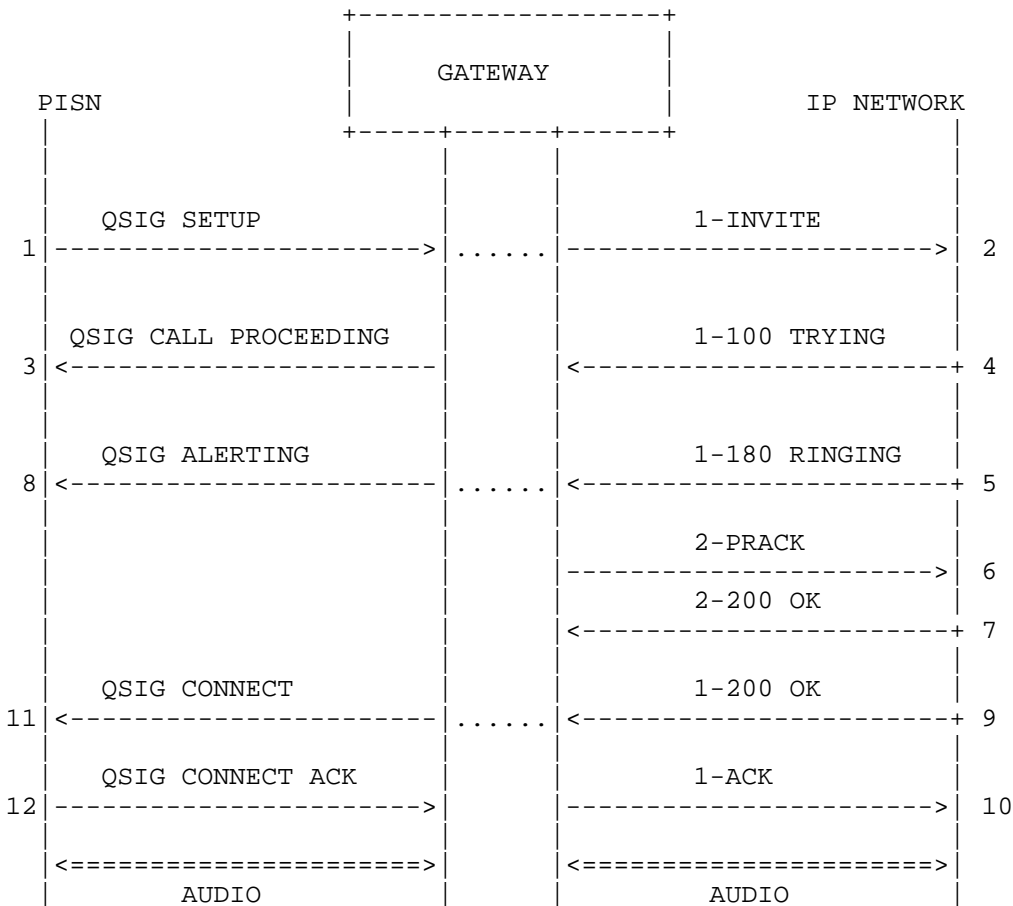 GATEWAY
PISN IP NETWORK
QSIG SETUP 1-INVITE
1 2
QSIG CALL PROCEEDING 1-100 TRYING
3 4
QSIG ALERTING 1-180 RINGING
8 5
2-PRACK
6
2-200 OK
7
QSIG CONNECT 1-200 OK
11 9
QSIG CONNECT ACK 1-ACK
12 10
AUDIO AUDIO